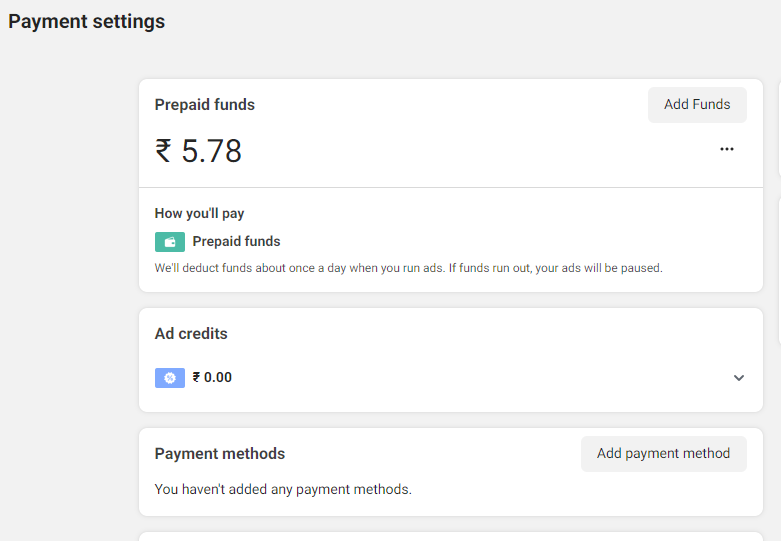 Payment settings
Prepaid funds
Add Funds
₹ 5.78
How you'll pay
Prepaid funds
We'll deduct funds about once a day when you run ads. If funds run out, your ads will be paused.
Ad credits
₹ 0.00
Payment methods
Add payment method
You haven't added any payment methods.